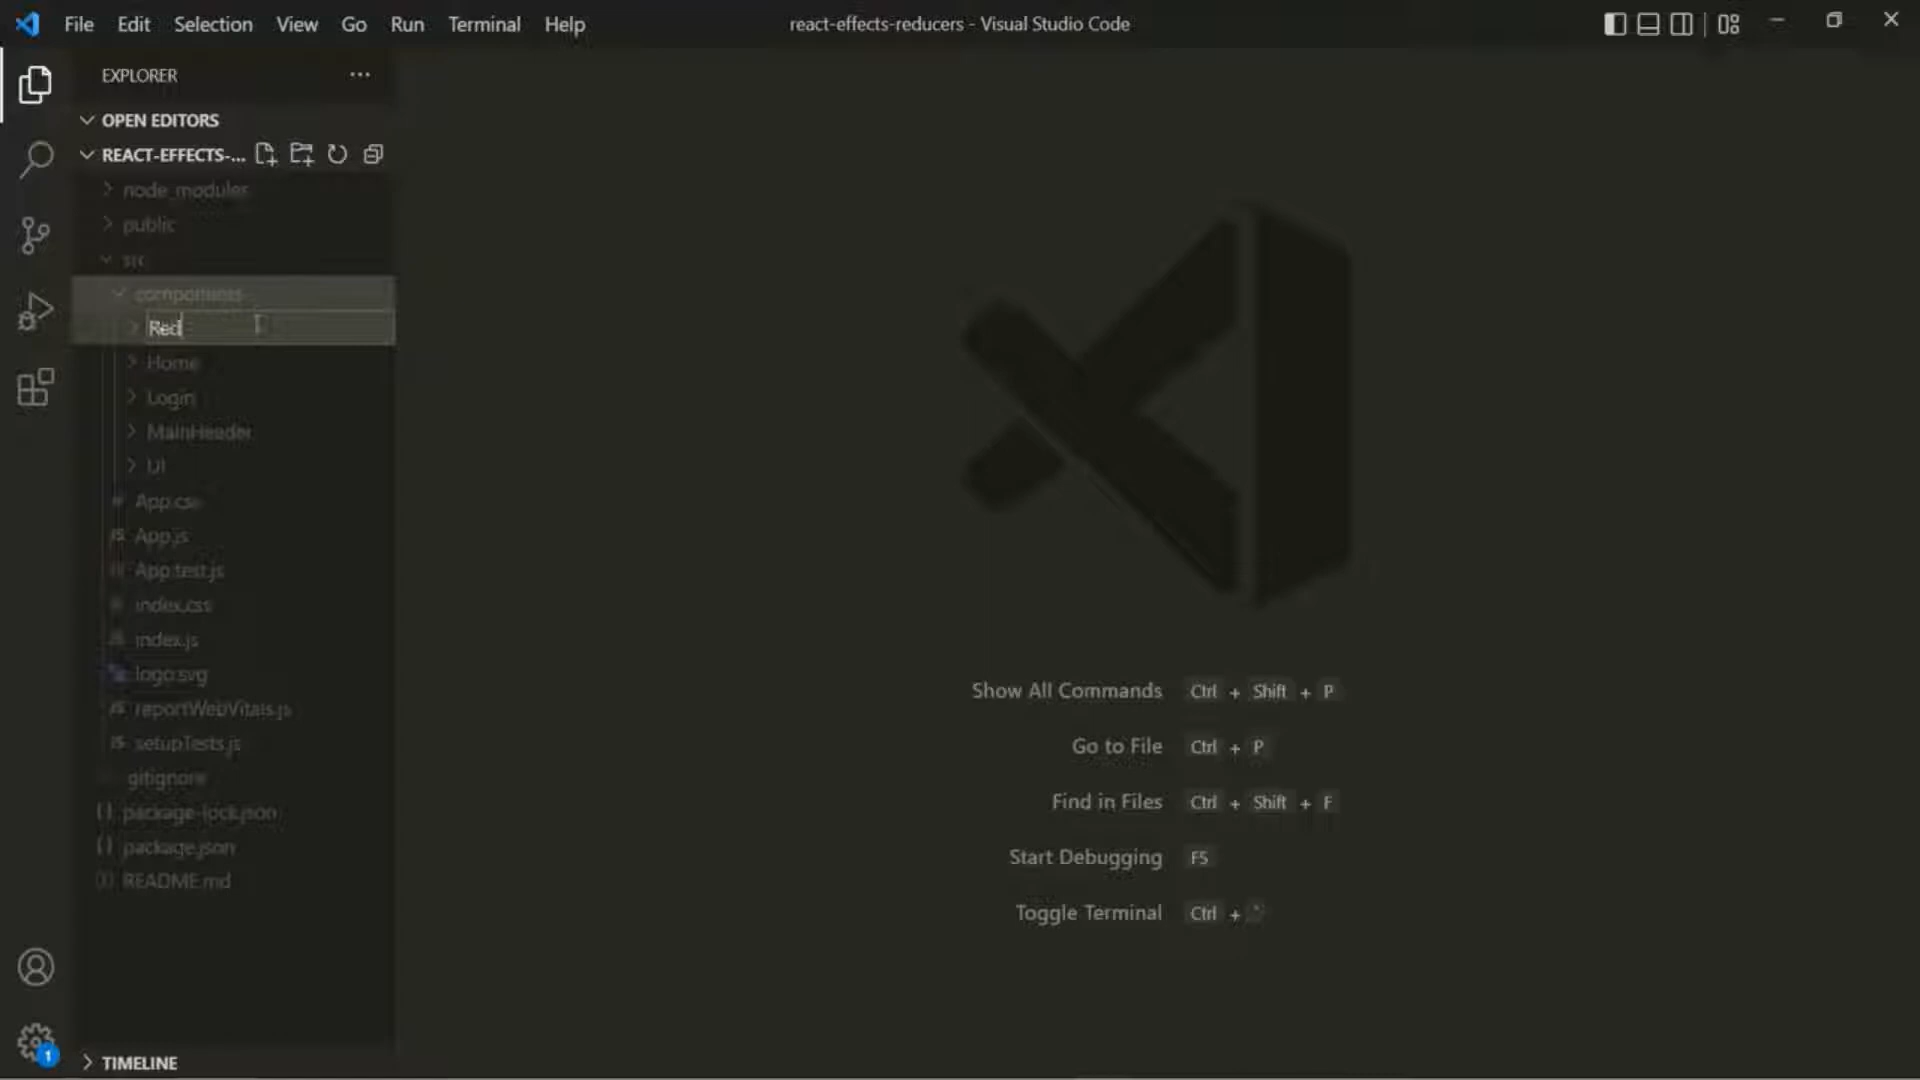 File Edit Selection View Go Run Terminal Help
react-effects-reducers - Visual Studio Code
EXPLORER
OPEN EDITORS
REACT-EFFECTS-...
node_modules
public
src
components
Red
Home
Login
MainHeader
UI
App.css
App.js
App.test.js
index.css
index.js
logo.svg
reportWebVitals.js
setupTests.js
.gitignore
package-lock.json
package.json
README.md
TIMELINE
1
Show All Commands Ctrl + Shift + P
Go to File Ctrl + P
Find in Files Ctrl + Shift + F
Start Debugging F5
Toggle Terminal Ctrl + `